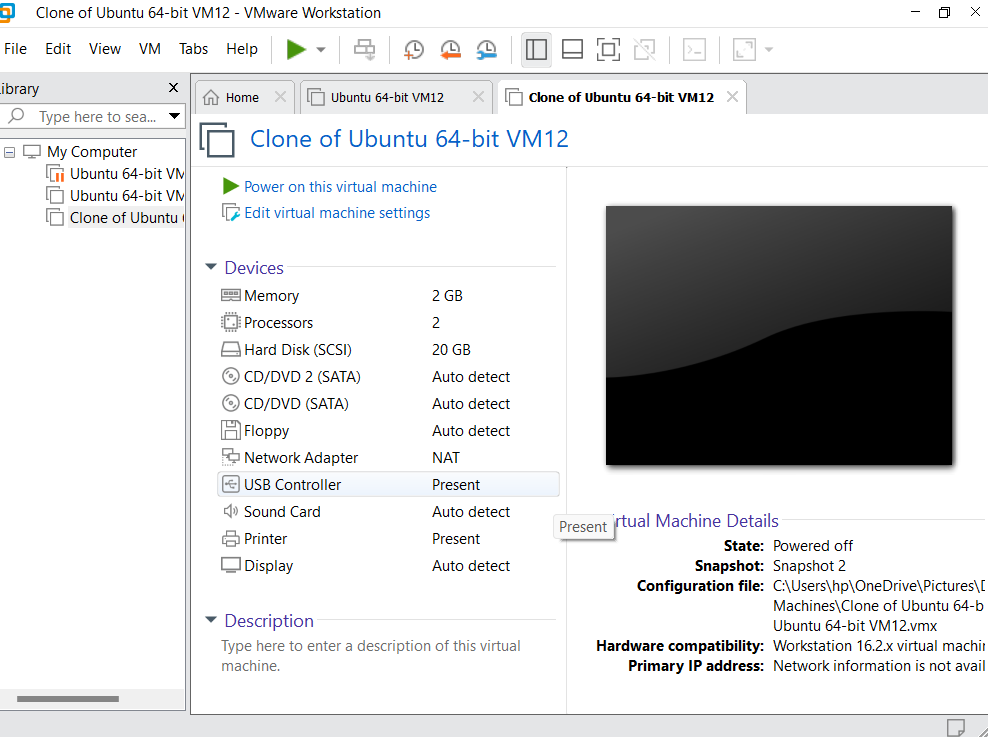 Clone of Ubuntu 64-bit VM12 - VMware Workstation
File Edit View VM Tabs Help
Library
Type here to sea...
My Computer
Ubuntu 64-bit VM
Ubuntu 64-bit VM
Clone of Ubuntu
Home
Ubuntu 64-bit VM12
Clone of Ubuntu 64-bit VM12
Clone of Ubuntu 64-bit VM12
Power on this virtual machine
Edit virtual machine settings
Devices
Memory 2 GB
Processors 2
Hard Disk (SCSI) 20 GB
CD/DVD 2 (SATA) Auto detect
CD/DVD (SATA) Auto detect
Floppy Auto detect
Network Adapter NAT
USB Controller Present
Sound Card Auto detect
Printer Present
Display Auto detect
Description
Type here to enter a description of this virtual
machine.
Present
rtual Machine Details
State: Powered off
Snapshot: Snapshot 2
Configuration file: C:\Users\hp\OneDrive\Pictures\
Machines\Clone of Ubuntu 64-b
Ubuntu 64-bit VM12.vmx
Hardware compatibility: Workstation 16.2.x virtual machi
Primary IP address: Network information is not avail